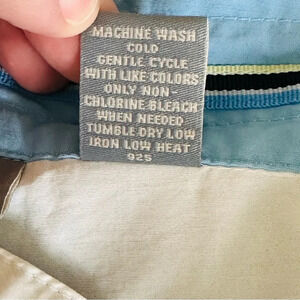 MACHINE WASH
COLD
GENTLE CYCLE
WITH LIKE COLORS
ONLY NON-
CHLORINE BLEACH
WHEN NEEDED
TUMBLE DRY LOW
IRON LOW HEAT
925